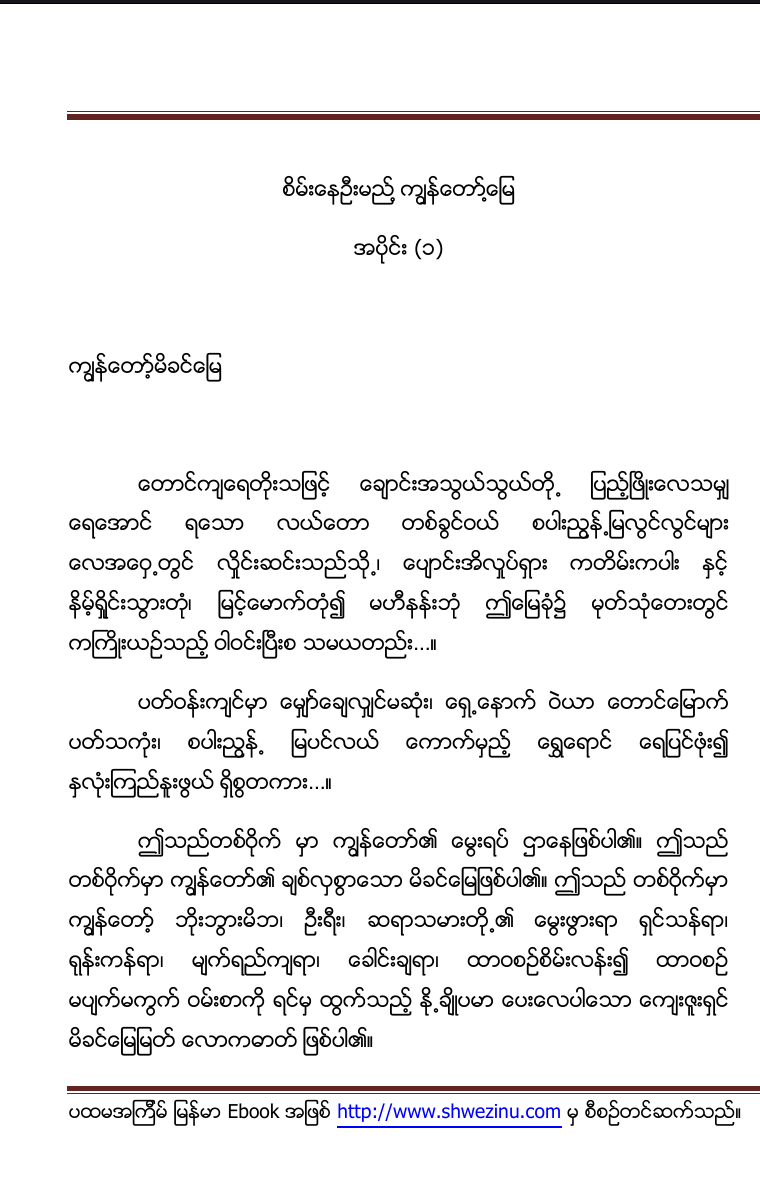 စိမ်းနေဦးမည့် ကျွန်တော့်မြေ
အပိုင်း (၁)
ကျွန်တော့်မိခင်မြေ
တောင်ကျရေတိုးသဖြင့် ချောင်းအသွယ်သွယ်တို့ ပြည့်ဖြိုးလေသမျှ
ရေအောင် ရသော လယ်တော တစ်ခွင်ဝယ် စပါးညွန့်မြလွင်လွင်များ
လေအဝှေ့တွင် လှိုင်းဆင်းသည်သို့၊ ပျောင်းအိလှုပ်ရှား ကတိမ်းကပါး နှင့်
နိမ့်ရှိုင်းသွားတုံ၊ မြင့်မောက်တုံ၍ မဟီနန်းဘုံ ဤမြေခုံ၌ မုတ်သုံတေးတွင်
ကကြိုးယဉ်သည့် ဝါဝင်းပြီးစ သမယတည်း...။
ပတ်ဝန်းကျင်မှာ မျှော်ချေလျှင်မဆုံး၊ ရှေ့နောက် ဝဲယာ တောင်မြောက်
ပတ်သကုံး၊ စပါးညွန့် မြပင်လယ် ကောက်မှည့် ရွှေရောင် ရေပြင်ဖုံး၍
နှလုံးကြည်နူးဖွယ် ရှိစွတကား...။
ဤသည်တစ်ဝိုက် မှာ ကျွန်တော်၏ မွေးရပ် ဌာနေဖြစ်ပါ၏။ ဤသည်
တစ်ဝိုက်မှာ ကျွန်တော်၏ ချစ်လှစွာသော မိခင်မြေဖြစ်ပါ၏။ ဤသည် တစ်ဝိုက်မှာ
ကျွန်တော့် ဘိုးဘွားမိဘ၊ ဦးရီး၊ ဆရာသမားတို့၏ မွေးဖွားရာ ရှင်သန်ရာ၊
ရုန်းကန်ရာ၊ မျက်ရည်ကျရာ၊ ခေါင်းချရာ၊ ထာဝစဉ်စိမ်းလန်း၍ ထာဝစဉ်
မပျက်မကွက် ဝမ်းစာကို ရင်မှ ထွက်သည့် နို့ချိုပမာ ပေးလေပါသော ကျေးဇူးရှင်
မိခင်မြေမြတ် လောကဓာတ် ဖြစ်ပါ၏။
ပထမအကြိမ် မြန်မာ Ebook အဖြစ် http://www.shwezinu.com မှ စီစဉ်တင်ဆက်သည်။